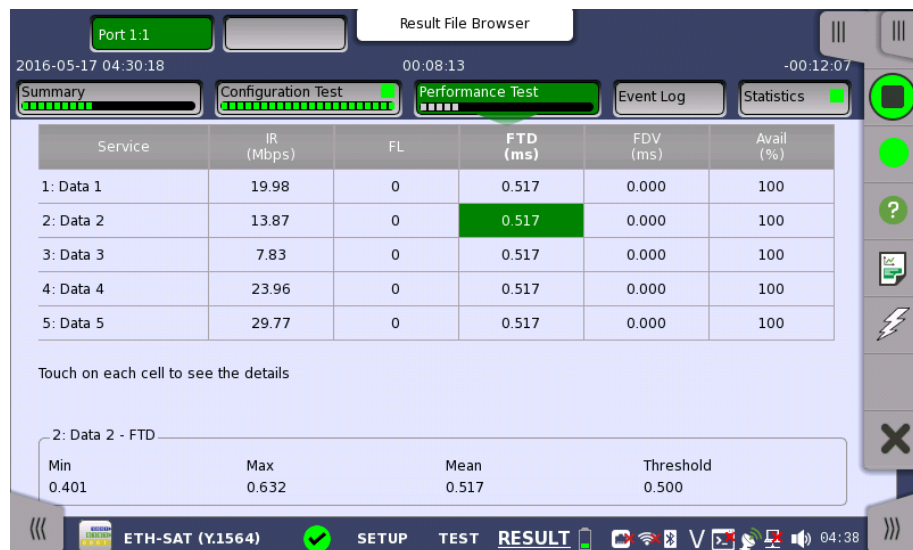 Port 1:1
Result File Browser
2016-05-17 04:30:18 00:08:13 -00:12:07
Summary Configuration Test Performance Test Event Log Statistics
Service IR (Mbps) FL FTD (ms) FDV (ms) Avail (%)
1: Data 1 19.98 0 0.517 0.000 100
2: Data 2 13.87 0 0.517 0.000 100
3: Data 3 7.83 0 0.517 0.000 100
4: Data 4 23.96 0 0.517 0.000 100
5: Data 5 29.77 0 0.517 0.000 100
Touch on each cell to see the details
2: Data 2 - FTD
Min Max Mean Threshold
0.401 0.632 0.517 0.500
ETH-SAT (Y.1564) SETUP TEST RESULT V 04:38